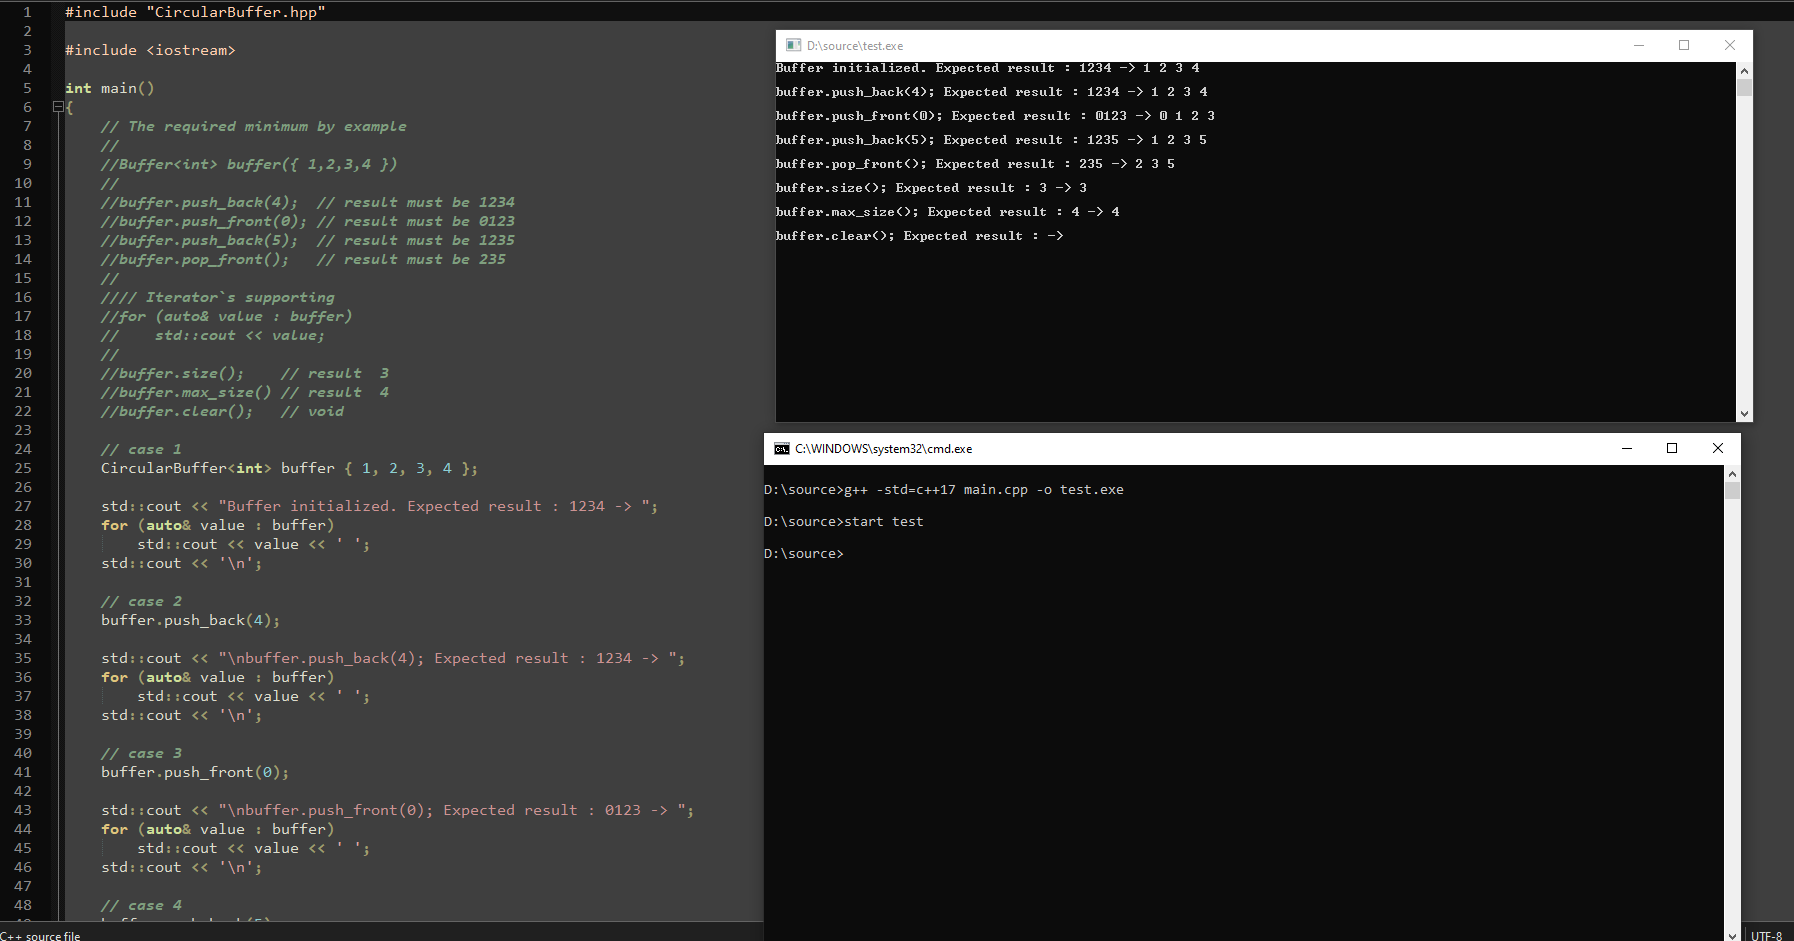 1 #include "CircularBuffer.hpp"
2
3 #include <iostream>
4
5 int main()
6 {
7 // The required minimum by example
8 //
9 //Buffer<int> buffer({ 1,2,3,4 })
10 //
11 //buffer.push_back(4);  // result must be 1234
12 //buffer.push_front(0); // result must be 0123
13 //buffer.push_back(5);  // result must be 1235
14 //buffer.pop_front();   // result must be 235
15 //
16 //// Iterator`s supporting
17 //for (auto& value : buffer)
18 //    std::cout << value;
19 //
20 //buffer.size();    // result  3
21 //buffer.max_size() // result  4
22 //buffer.clear();   // void
23
24 // case 1
25 CircularBuffer<int> buffer { 1, 2, 3, 4 };
26
27 std::cout << "Buffer initialized. Expected result : 1234 -> ";
28 for (auto& value : buffer)
29     std::cout << value << ' ';
30 std::cout << '\n';
31
32 // case 2
33 buffer.push_back(4);
34
35 std::cout << "\nbuffer.push_back(4); Expected result : 1234 -> ";
36 for (auto& value : buffer)
37     std::cout << value << ' ';
38 std::cout << '\n';
39
40 // case 3
41 buffer.push_front(0);
42
43 std::cout << "\nbuffer.push_front(0); Expected result : 0123 -> ";
44 for (auto& value : buffer)
45     std::cout << value << ' ';
46 std::cout << '\n';
47
48 // case 4
C++ source file
UTF-8
D:\source\test.exe
Buffer initialized. Expected result : 1234 -> 1 2 3 4
buffer.push_back(4); Expected result : 1234 -> 1 2 3 4
buffer.push_front(0); Expected result : 0123 -> 0 1 2 3
buffer.push_back(5); Expected result : 1235 -> 1 2 3 5
buffer.pop_front(); Expected result : 235 -> 2 3 5
buffer.size(); Expected result : 3 -> 3
buffer.max_size(); Expected result : 4 -> 4
buffer.clear(); Expected result : ->
C:\WINDOWS\system32\cmd.exe
D:\source>g++ -std=c++17 main.cpp -o test.exe
D:\source>start test
D:\source>